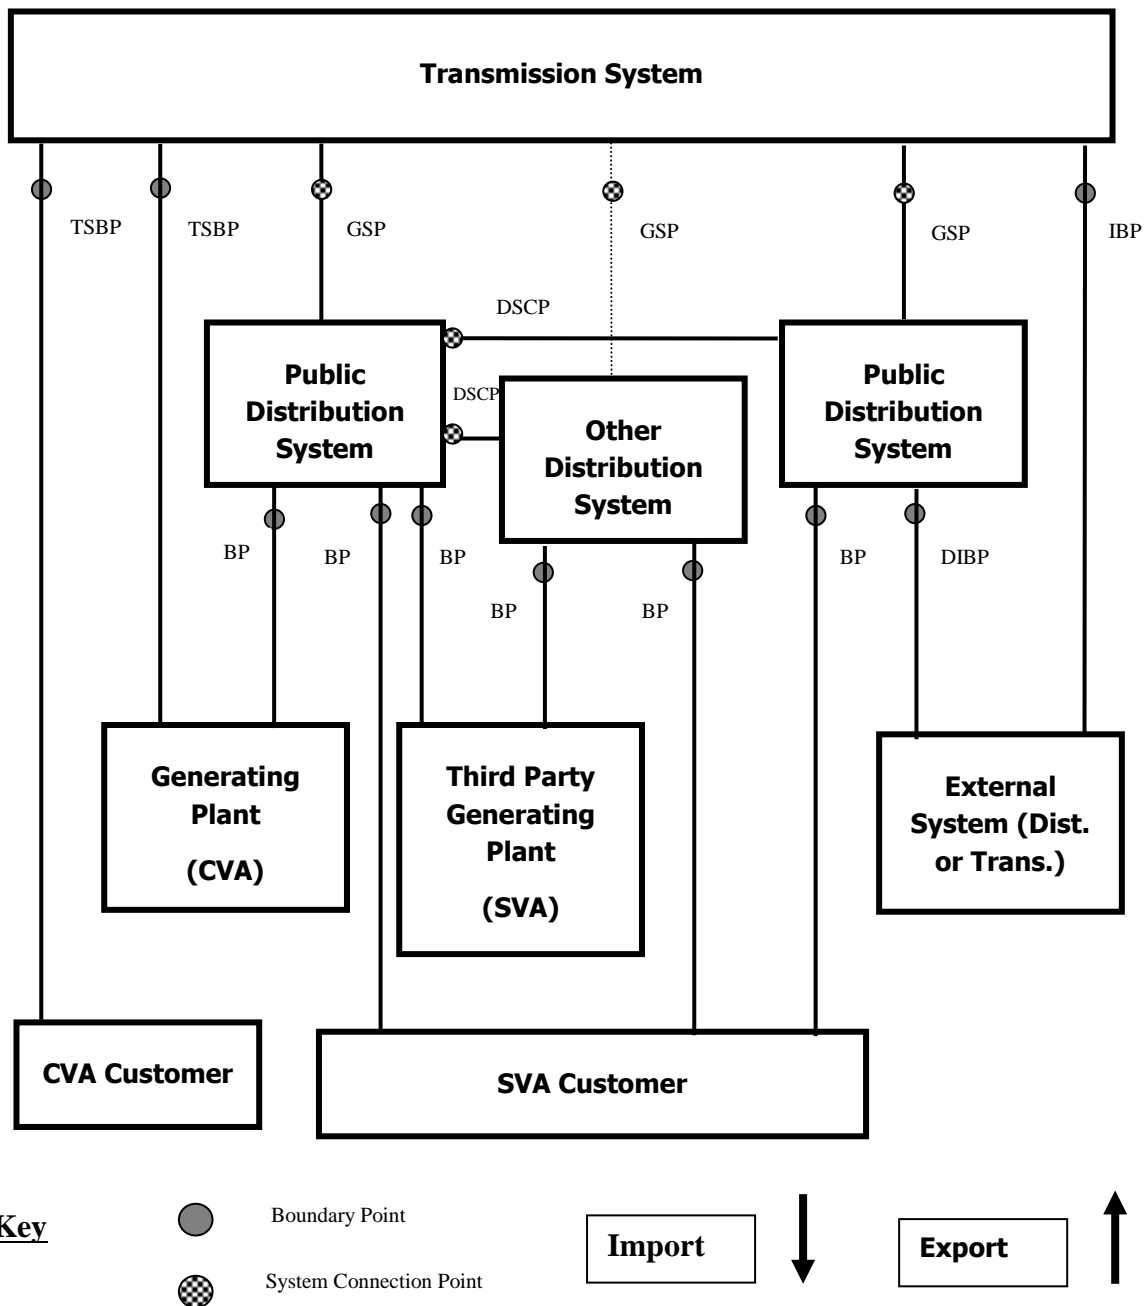 Transmission System
TSBP
TSBP
GSP
GSP
GSP
IBP
DSCP
Public
Distribution
System
DSCP
Other
Distribution
System
Public
Distribution
System
BP
BP
BP
BP
BP
BP
DIBP
Generating
Plant
(CVA)
Third Party
Generating
Plant
(SVA)
External
System (Dist.
or Trans.)
CVA Customer
SVA Customer
Key
Boundary Point
System Connection Point
Import
Export